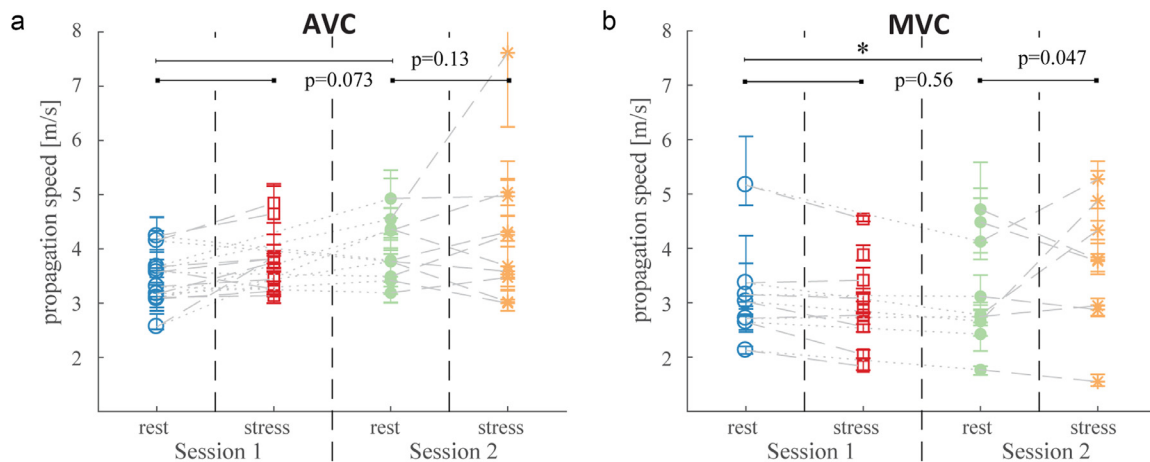 a
AVC
propagation speed [m/s]
8
7
6
5
4
3
2
p=0.13
p=0.073
rest
stress
rest
stress
Session 1
Session 2
b
MVC
propagation speed [m/s]
8
7
6
5
4
3
2
*
p=0.047
p=0.56
rest
stress
rest
stress
Session 1
Session 2